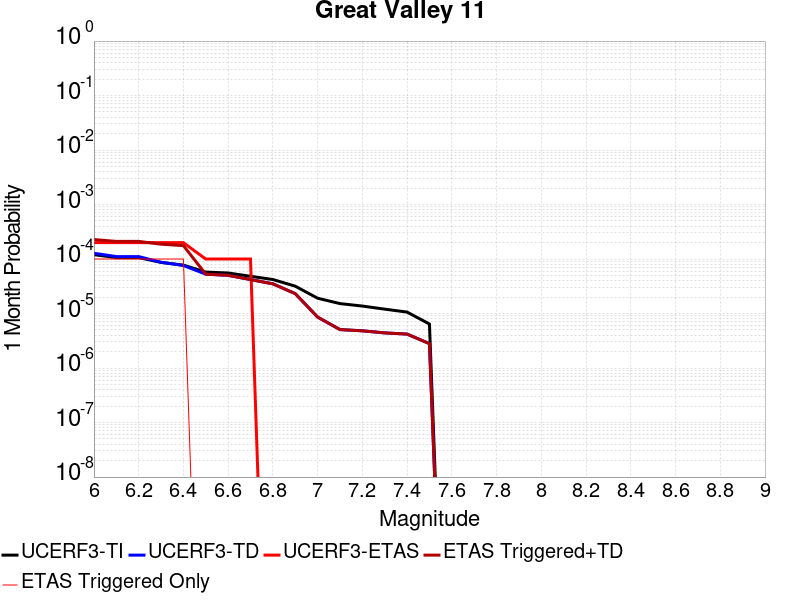 Great Valley 11
10^0
10^-1
10^-2
10^-3
10^-4
10^-5
10^-6
10^-7
10^-8
1 Month Probability
6 6.2 6.4 6.6 6.8 7 7.2 7.4 7.6 7.8 8 8.2 8.4 8.6 8.8 9
Magnitude
UCERF3-TI UCERF3-TD UCERF3-ETAS ETAS Triggered+TD
ETAS Triggered Only